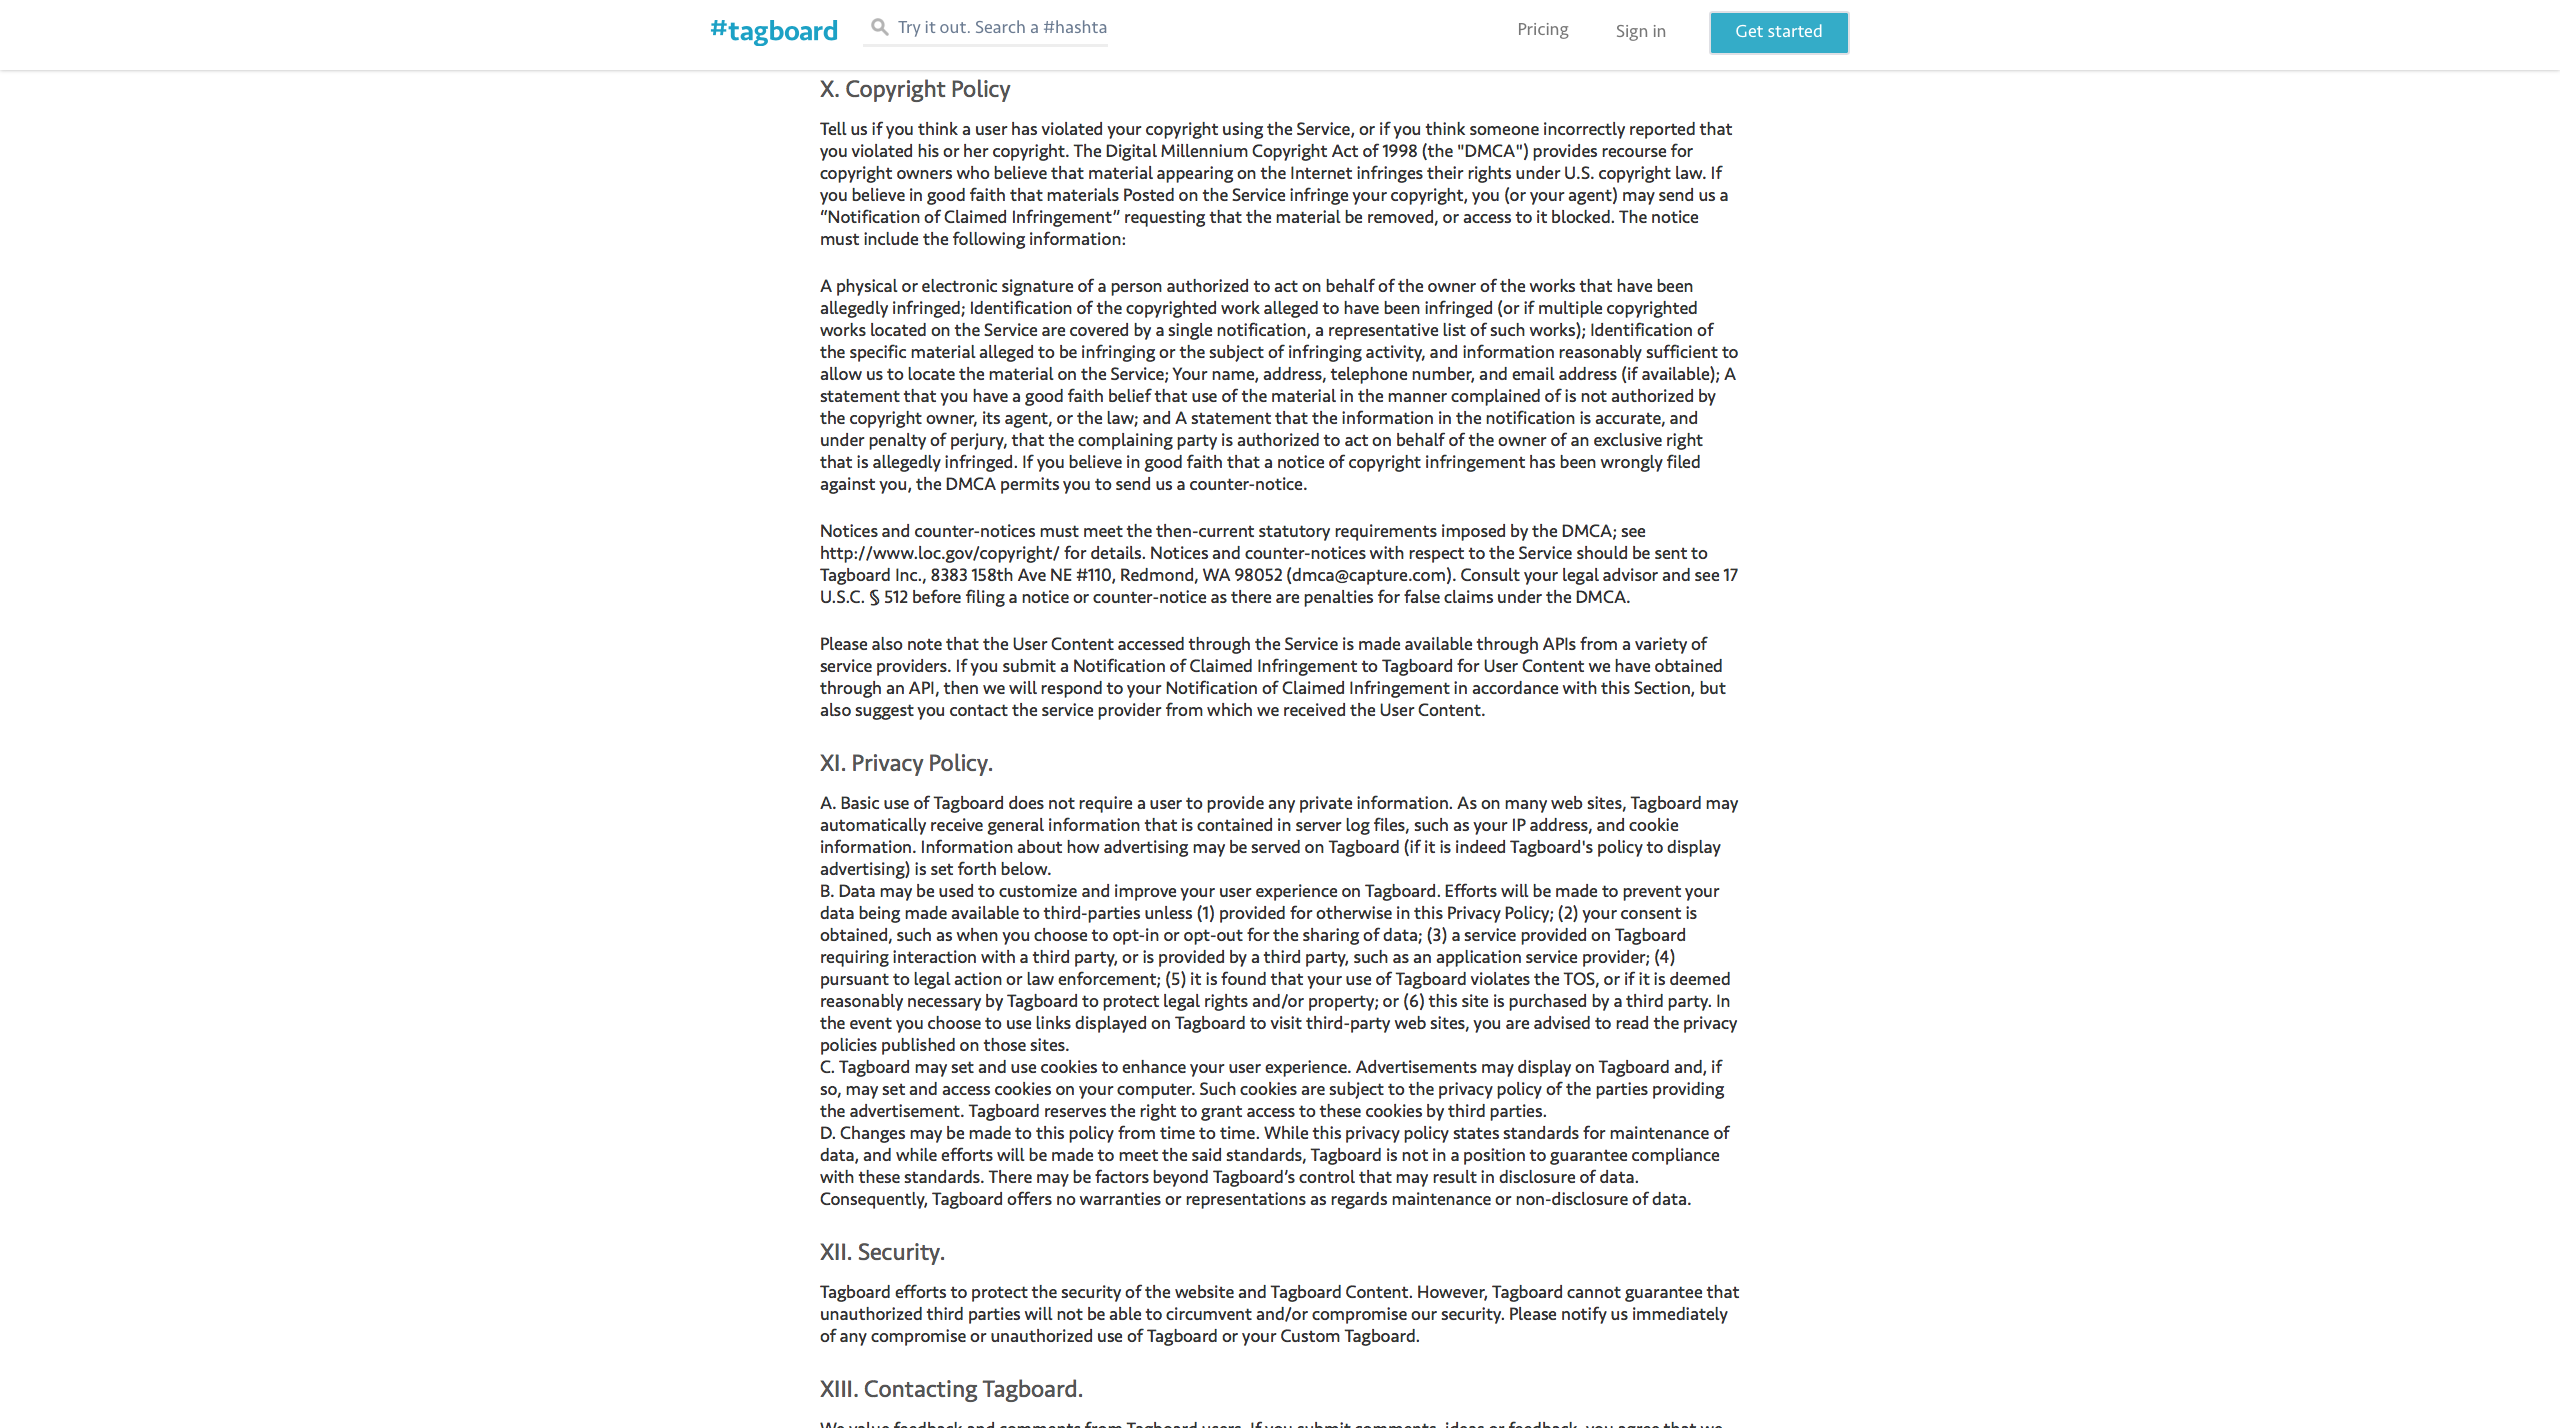 #tagboard
Try it out. Search a #hashta
Pricing
Sign in
Get started
X. Copyright Policy
Tell us if you think a user has violated your copyright using the Service, or if you think someone incorrectly reported that
you violated his or her copyright. The Digital Millennium Copyright Act of 1998 (the "DMCA") provides recourse for
copyright owners who believe that material appearing on the Internet infringes their rights under U.S. copyright law. If
you believe in good faith that materials Posted on the Service infringe your copyright, you (or your agent) may send us a
“Notification of Claimed Infringement” requesting that the material be removed, or access to it blocked. The notice
must include the following information:
A physical or electronic signature of a person authorized to act on behalf of the owner of the works that have been
allegedly infringed; Identification of the copyrighted work alleged to have been infringed (or if multiple copyrighted
works located on the Service are covered by a single notification, a representative list of such works); Identification of
the specific material alleged to be infringing or the subject of infringing activity, and information reasonably sufficient to
allow us to locate the material on the Service; Your name, address, telephone number, and email address (if available); A
statement that you have a good faith belief that use of the material in the manner complained of is not authorized by
the copyright owner, its agent, or the law; and A statement that the information in the notification is accurate, and
under penalty of perjury, that the complaining party is authorized to act on behalf of the owner of an exclusive right
that is allegedly infringed. If you believe in good faith that a notice of copyright infringement has been wrongly filed
against you, the DMCA permits you to send us a counter-notice.
Notices and counter-notices must meet the then-current statutory requirements imposed by the DMCA; see
http://www.loc.gov/copyright/ for details. Notices and counter-notices with respect to the Service should be sent to
Tagboard Inc., 8383 158th Ave NE #110, Redmond, WA 98052 (dmca@capture.com). Consult your legal advisor and see 17
U.S.C. § 512 before filing a notice or counter-notice as there are penalties for false claims under the DMCA.
Please also note that the User Content accessed through the Service is made available through APIs from a variety of
service providers. If you submit a Notification of Claimed Infringement to Tagboard for User Content we have obtained
through an API, then we will respond to your Notification of Claimed Infringement in accordance with this Section, but
also suggest you contact the service provider from which we received the User Content.
XI. Privacy Policy.
A. Basic use of Tagboard does not require a user to provide any private information. As on many web sites, Tagboard may
automatically receive general information that is contained in server log files, such as your IP address, and cookie
information. Information about how advertising may be served on Tagboard (if it is indeed Tagboard's policy to display
advertising) is set forth below.
B. Data may be used to customize and improve your user experience on Tagboard. Efforts will be made to prevent your
data being made available to third-parties unless (1) provided for otherwise in this Privacy Policy; (2) your consent is
obtained, such as when you choose to opt-in or opt-out for the sharing of data; (3) a service provided on Tagboard
requiring interaction with a third party, or is provided by a third party, such as an application service provider; (4)
pursuant to legal action or law enforcement; (5) it is found that your use of Tagboard violates the TOS, or if it is deemed
reasonably necessary by Tagboard to protect legal rights and/or property; or (6) this site is purchased by a third party. In
the event you choose to use links displayed on Tagboard to visit third-party web sites, you are advised to read the privacy
policies published on those sites.
C. Tagboard may set and use cookies to enhance your user experience. Advertisements may display on Tagboard and, if
so, may set and access cookies on your computer. Such cookies are subject to the privacy policy of the parties providing
the advertisement. Tagboard reserves the right to grant access to these cookies by third parties.
D. Changes may be made to this policy from time to time. While this privacy policy states standards for maintenance of
data, and while efforts will be made to meet the said standards, Tagboard is not in a position to guarantee compliance
with these standards. There may be factors beyond Tagboard’s control that may result in disclosure of data.
Consequently, Tagboard offers no warranties or representations as regards maintenance or non-disclosure of data.
XII. Security.
Tagboard efforts to protect the security of the website and Tagboard Content. However, Tagboard cannot guarantee that
unauthorized third parties will not be able to circumvent and/or compromise our security. Please notify us immediately
of any compromise or unauthorized use of Tagboard or your Custom Tagboard.
XIII. Contacting Tagboard.
We value feedback and comments from Tagboard users. If you submit comments, ideas or feedback, you agree that we